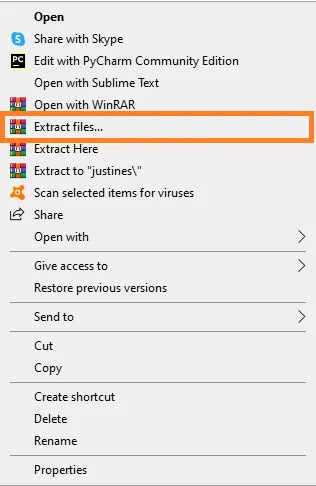 Open
Share with Skype
PC Edit with PyCharm Community Edition
Open with Sublime Text
Open with WinRAR
Extract files...
Extract Here
Extract to "justines\"
Scan selected items for viruses
Share
Open with
Give access to
Restore previous versions
Send to
Cut
Copy
Create shortcut
Delete
Rename
Properties